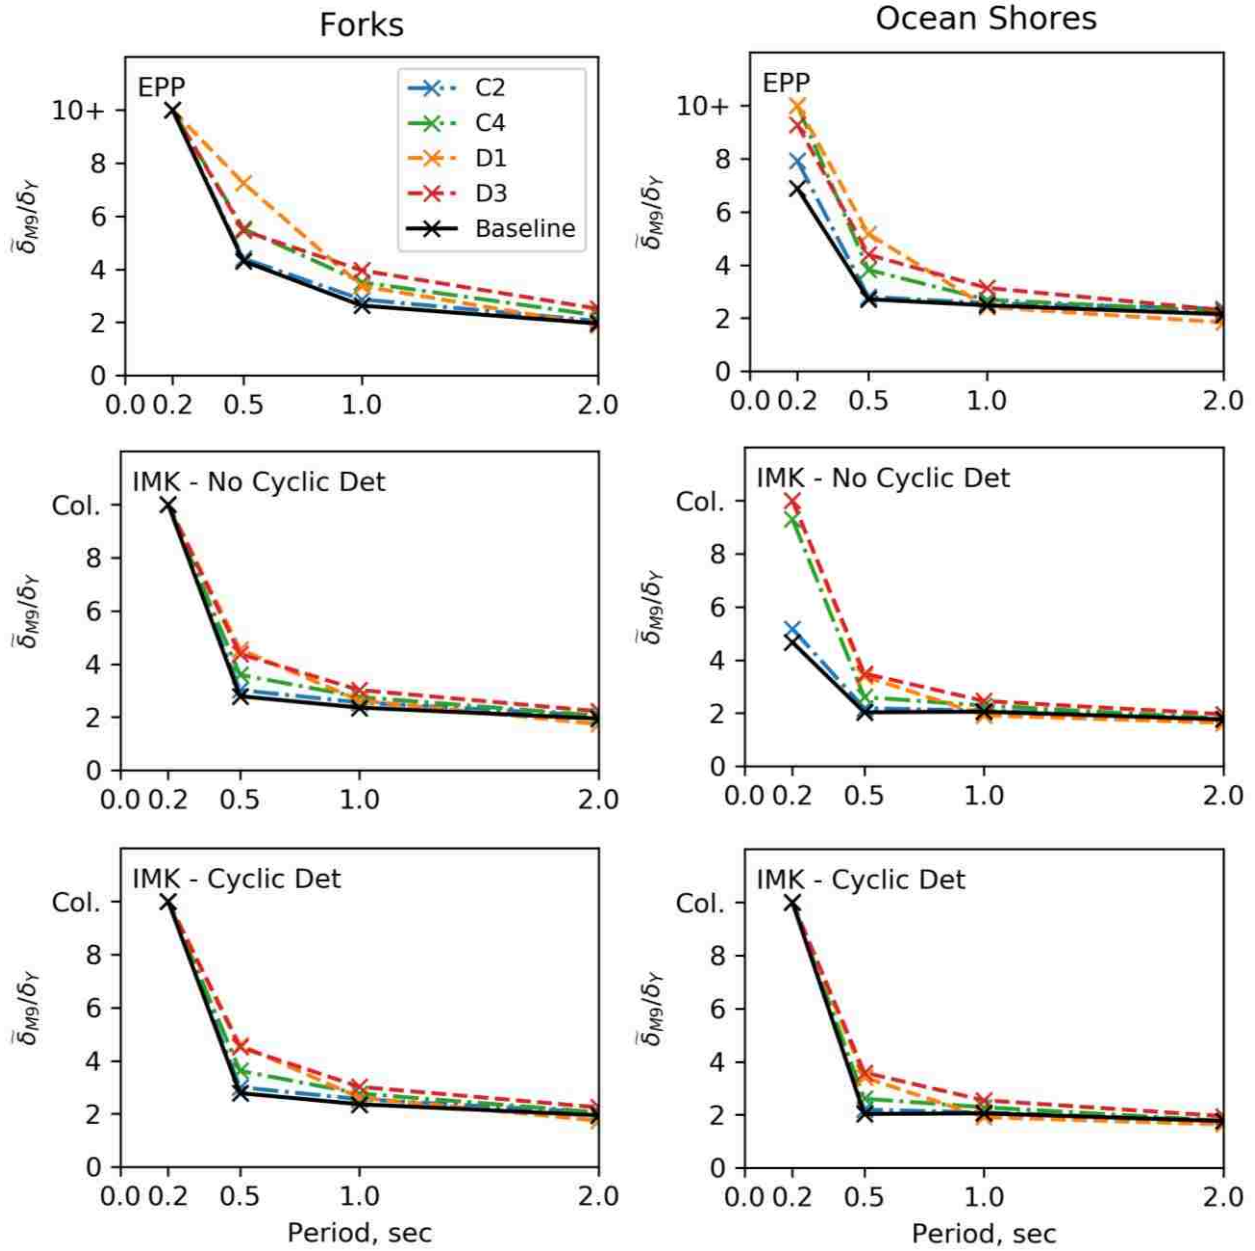 Forks
Ocean Shores
EPP
C2
C4
D1
D3
Baseline
10+
8
6
4
2
0
δ̃M9/δY
0.0 0.2 0.5 1.0 2.0
EPP
10+
8
6
4
2
0
δ̃M9/δY
0.0 0.2 0.5 1.0 2.0
IMK - No Cyclic Det
Col.
8
6
4
2
0
δ̃M9/δY
0.0 0.2 0.5 1.0 2.0
IMK - No Cyclic Det
Col.
8
6
4
2
0
δ̃M9/δY
0.0 0.2 0.5 1.0 2.0
IMK - Cyclic Det
Col.
8
6
4
2
0
δ̃M9/δY
0.0 0.2 0.5 1.0 2.0
Period, sec
IMK - Cyclic Det
Col.
8
6
4
2
0
δ̃M9/δY
0.0 0.2 0.5 1.0 2.0
Period, sec